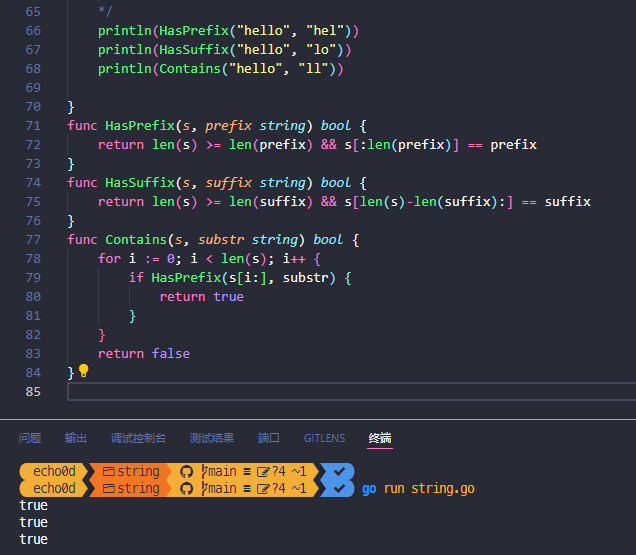 65 */
66 println(HasPrefix("hello", "hel"))
67 println(HasSuffix("hello", "lo"))
68 println(Contains("hello", "ll"))
69
70 }
71 func HasPrefix(s, prefix string) bool {
72 return len(s) >= len(prefix) && s[:len(prefix)] == prefix
73 }
74 func HasSuffix(s, suffix string) bool {
75 return len(s) >= len(suffix) && s[len(s)-len(suffix):] == suffix
76 }
77 func Contains(s, substr string) bool {
78 for i := 0; i < len(s); i++ {
79 if HasPrefix(s[i:], substr) {
80 return true
81 }
82 }
83 return false
84 }
85
问题 输出 调试控制台 测试结果 端口 GITLENS 终端
echo0d string main ≡ ?4 ~1
echo0d string main ≡ ?4 ~1 go run string.go
true
true
true